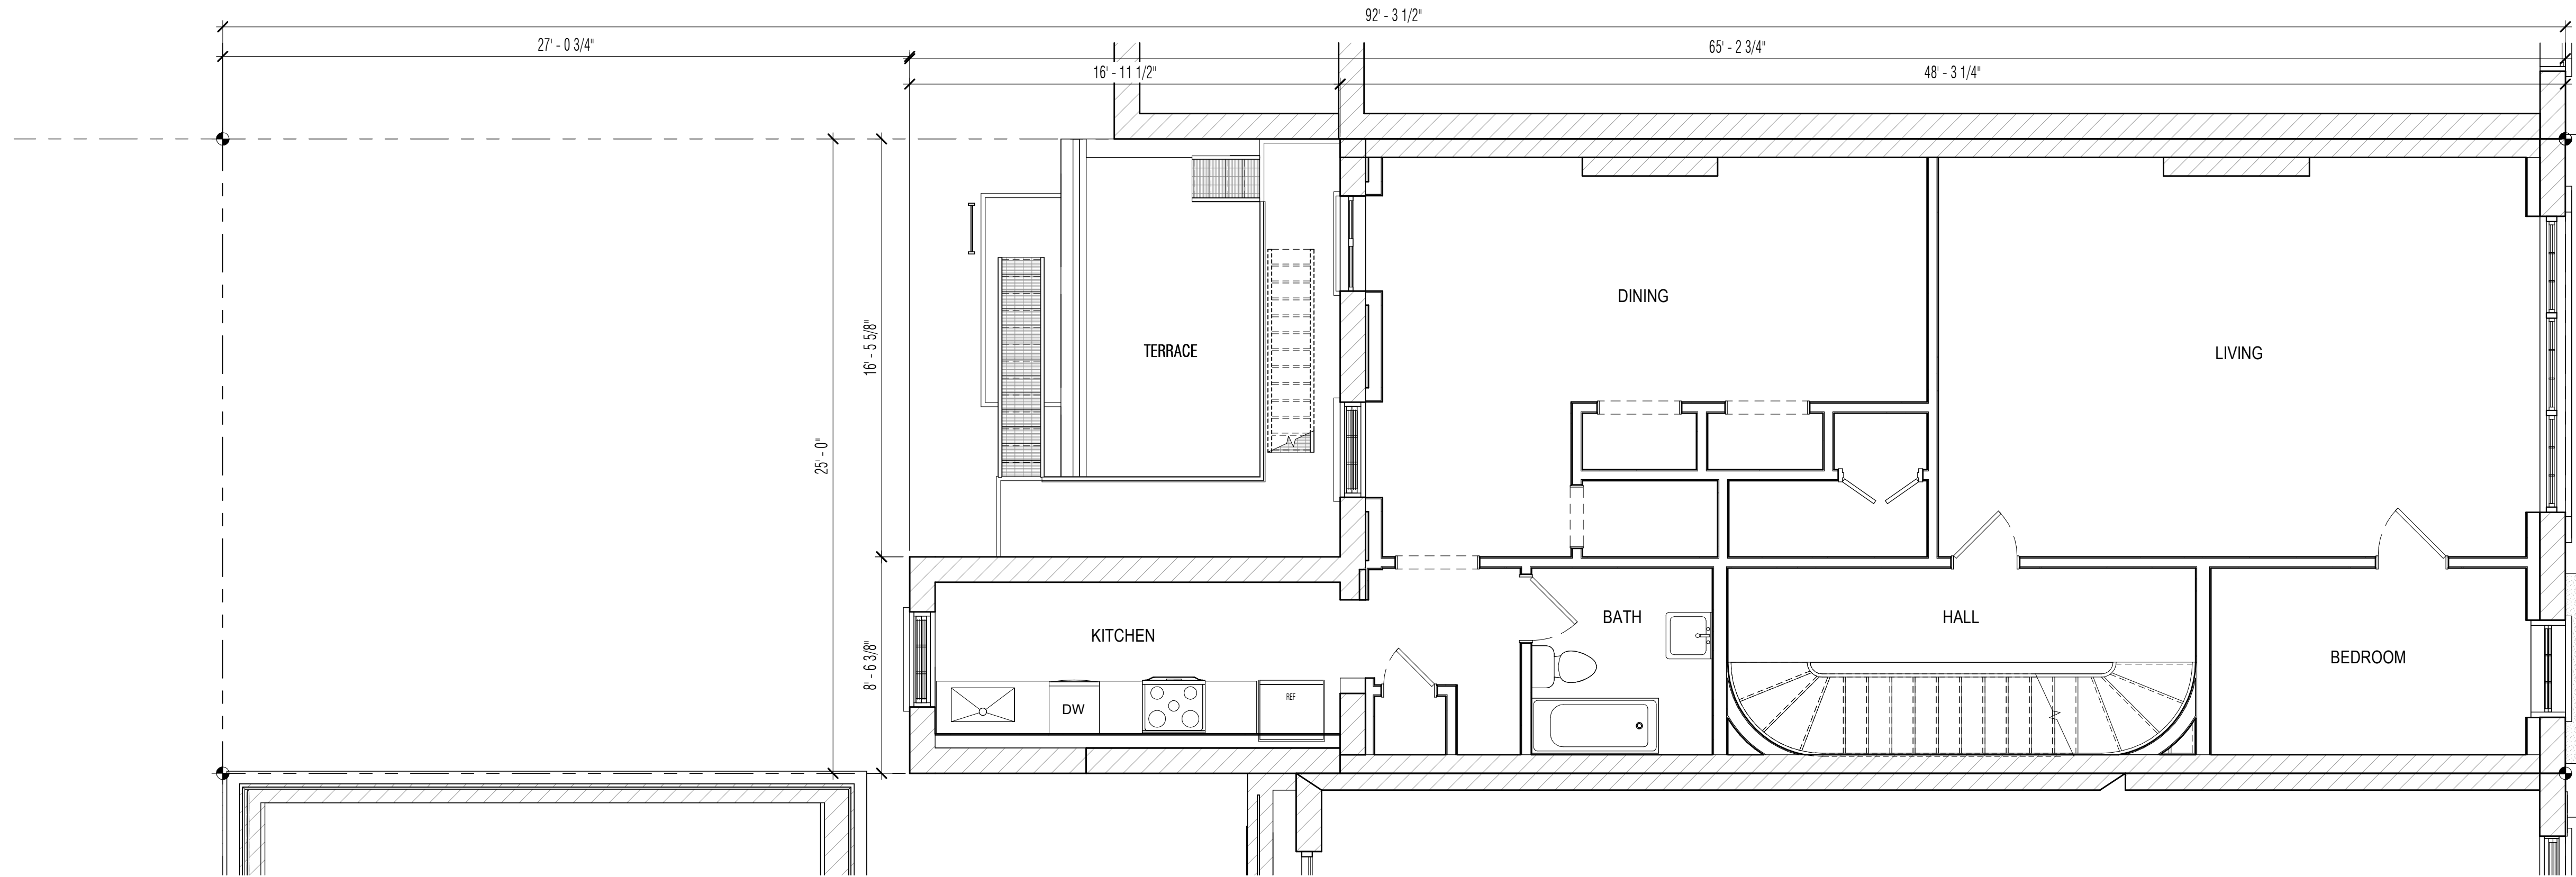 92' - 3 1/2"
27' - 0 3/4"
65' - 2 3/4"
16' - 11 1/2"
48' - 3 1/4"
DINING
16' - 5 5/8"
TERRACE
LIVING
25' - 0"
BATH
HALL
KITCHEN
BEDROOM
8' - 6 3/8"
REF
DW